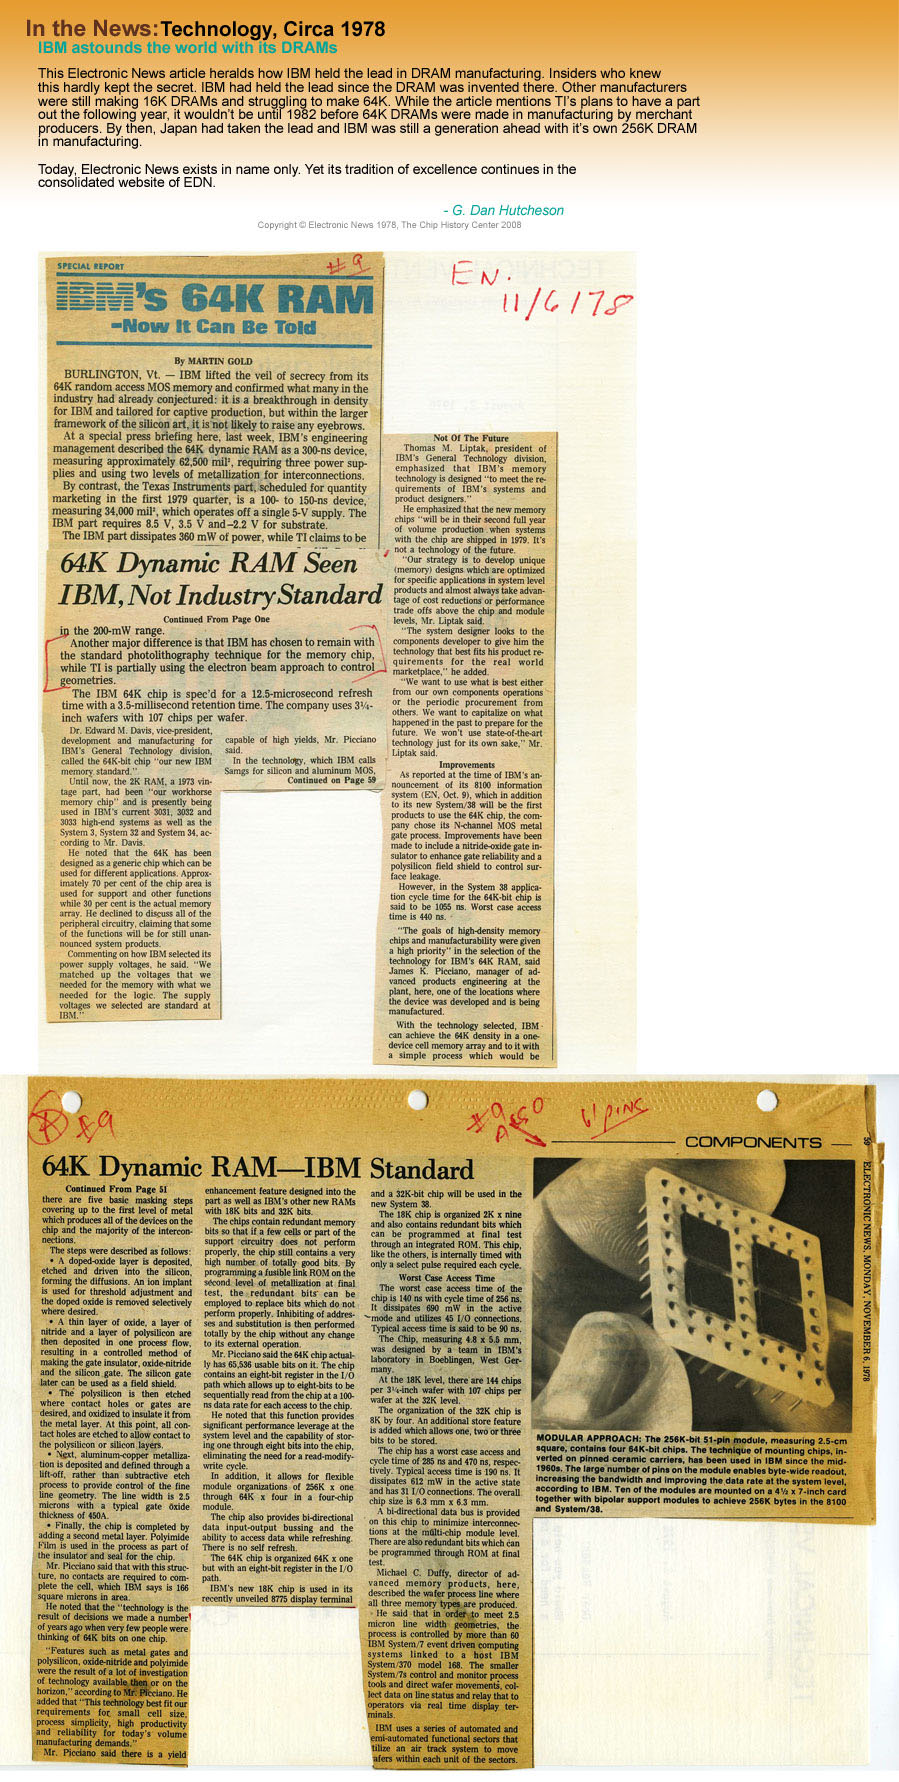 In the News: Technology, Circa 1978
IBM astounds the world with its DRAMs
This Electronic News article heralds how IBM held the lead in DRAM manufacturing. Insiders who knew
this hardly kept the secret. IBM had held the lead since the DRAM was invented there. Other manufacturers
were still making 16K DRAMs and struggling to make 64K. While the article mentions TI's plans to have a part
out the following year, it wouldn't be until 1982 before 64K DRAMs were made in manufacturing by merchant
producers. By then, Japan had taken the lead and IBM was still a generation ahead with it's own 256K DRAM
in manufacturing.
Today, Electronic News exists in name only. Yet its tradition of excellence continues in the
consolidated website of EDN.
- G. Dan Hutcheson
Copyright © Electronic News 1978, The Chip History Center 2008
SPECIAL REPORT
#9
EN.
11/6/78
IBM's 64K RAM
-Now It Can Be Told
By MARTIN GOLD
BURLINGTON, Vt. — IBM lifted the veil of secrecy from its
64K random access MOS memory and confirmed what many in the
industry had already conjectured: it is a breakthrough in density
for IBM and tailored for captive production, but within the larger
framework of the silicon art, it is not likely to raise any eyebrows.
At a special press briefing here, last week, IBM's engineering
management described the 64K dynamic RAM as a 300-ns device,
measuring approximately 62,500 mil², requiring three power sup-
plies and using two levels of metallization for interconnections.
By contrast, the Texas Instruments part, scheduled for quantity
marketing in the first 1979 quarter, is a 100- to 150-ns device,
measuring 34,000 mil², which operates off a single 5-V supply. The
IBM part requires 8.5 V, 3.5 V and -2.2 V for substrate.
The IBM part dissipates 360 mW of power, while TI claims to be
64K Dynamic RAM Seen
IBM, Not Industry Standard
Continued From Page One
in the 200-mW range.
Another major difference is that IBM has chosen to remain with
the standard photolithography technique for the memory chip,
while TI is partially using the electron beam approach to control
geometries.
The IBM 64K chip is spec'd for a 12.5-microsecond refresh
time with a 3.5-millisecond retention time. The company uses 3¼-
inch wafers with 107 chips per wafer.
Dr. Edward M. Davis, vice-president,
development and manufacturing for
IBM's General Technology division,
called the 64K-bit chip "our new IBM
memory standard."
Until now, the 2K RAM, a 1973 vin-
tage part, had been "our workhorse
memory chip" and is presently being
used in IBM's current 3031, 3032 and
3033 high-end systems as well as the
System 3, System 32 and System 34, ac-
cording to Mr. Davis.
He noted that the 64K has been
designed as a generic chip which can be
used for different applications. Approx-
imately 70 per cent of the chip area is
used for support and other functions
while 30 per cent is the actual memory
array. He declined to discuss all of the
peripheral circuitry, claiming that some
of the functions will be for still unan-
nounced system products.
Commenting on how IBM selected its
power supply voltages, he said. "We
matched up the voltages that we
needed for the memory with what we
needed for the logic. The supply
voltages we selected are standard at
IBM."
capable of high yields, Mr. Picciano
said.
In the technology, which IBM calls
Samgs for silicon and aluminum MOS,
Continued on Page 59
Not Of The Future
Thomas M. Liptak, president of
IBM's General Technology division,
emphasized that IBM's memory
technology is designed "to meet the re-
quirements of IBM's systems and
product designers."
He emphasized that the new memory
chips "will be in their second full year
of volume production when systems
with the chip are shipped in 1979. It's
not a technology of the future.
"Our strategy is to develop unique
(memory) designs which are optimized
for specific applications in system level
products and almost always take advan-
tage of cost reductions or performance
trade offs above the chip and module
levels, Mr. Liptak said.
"The system designer looks to the
components developer to give him the
technology that best fits his product re-
quirements for the real world
marketplace," he added.
"We want to use what is best either
from our own components operations
or the periodic procurement from
others. We want to capitalize on what
happened in the past to prepare for the
future. We won't use state-of-the-art
technology just for its own sake," Mr.
Liptak said.
Improvements
As reported at the time of IBM's an-
nouncement of its 8100 information
system (EN, Oct. 9), which in addition
to its new System/38 will be the first
products to use the 64K chip, the com-
pany chose its N-channel MOS metal
gate process. Improvements have been
made to include a nitride-oxide gate in-
sulator to enhance gate reliability and a
polysilicon field shield to control sur-
face leakage.
However, in the System 38 applica-
tion cycle time for the 64K-bit chip is
said to be 1055 ns. Worst case access
time is 440 ns.
"The goals of high-density memory
chips and manufacturability were given
a high priority" in the selection of the
technology for IBM's 64K RAM, said
James K. Picciano, manager of ad-
vanced products engineering at the
plant, here, one of the locations where
the device was developed and is being
manufactured.
With the technology selected, IBM
can achieve the 64K density in a one-
device cell memory array and to it with
a simple process which would be
#9
#9
COMPONENTS
59
ELECTRONIC NEWS, MONDAY, NOVEMBER 6, 1978
64K Dynamic RAM—IBM Standard
Continued From Page 51
there are five basic masking steps
covering up to the first level of metal
which produces all of the devices on the
chip and the majority of the intercon-
nections.
The steps were described as follows:
• A doped-oxide layer is deposited,
etched and driven into the silicon,
forming the diffusions. An ion implant
is used for threshold adjustment and
the doped oxide is removed selectively
where desired.
• A thin layer of oxide, a layer of
nitride and a layer of polysilicon are
then deposited in one process flow,
resulting in a controlled method of
making the gate insulator, oxide-nitride
and the silicon gate. The silicon gate
later can be used as a field shield.
• The polysilicon is then etched
where contact holes or gates are
desired, and oxidized to insulate it from
the metal layer. At this point, all con-
tact holes are etched to allow contact to
the polysilicon or silicon layers.
• Next, aluminum-copper metalliza-
tion is deposited and defined through a
lift-off, rather than subtractive etch
process to provide control of the fine
line geometry. The line width is 2.5
microns with a typical gate oxide
thickness of 450A.
• Finally, the chip is completed by
adding a second metal layer. Polyimide
Film is used in the process as part of
the insulator and seal for the chip.
Mr. Picciano said that with this struc-
ture, no contacts are required to com-
plete the cell, which IBM says is 166
square microns in area.
He noted that the "technology is the
result of decisions we made a number
of years ago when very few people were
thinking of 64K bits on one chip.
"Features such as metal gates and
polysilicon, oxide-nitride and polyimide
were the result of a lot of investigation
of technology available then or on the
horizon," according to Mr. Picciano. He
added that "This technology best fit our
requirements for small cell size,
process simplicity, high productivity
and reliability for today's volume
manufacturing demands."
Mr. Picciano said there is a yield
enhancement feature designed into the
part as well as IBM's other new RAMs
with 18K bits and 32K bits.
The chips contain redundant memory
bits so that if a few cells or part of the
support circuitry does not perform
properly, the chip still contains a very
high number of totally good bits. By
programming a fusible link ROM on the
second level of metallization at final
test, the redundant bits can be
employed to replace bits which do not
perform properly. Inhibiting of addres-
ses and substitution is then performed
totally by the chip without any change
to its external operation.
Mr. Picciano said the 64K chip actual-
ly has 65,536 usable bits on it. The chip
contains an eight-bit register in the I/O
path which allows up to eight-bits to be
sequentially read from the chip at a 100-
ns data rate for each access to the chip.
He noted that this function provides
significant performance leverage at the
system level and the capability of stor-
ing one through eight bits into the chip,
eliminating the need for a read-modify-
write cycle.
In addition, it allows for flexible
module organizations of 256K x one
through 64K x four in a four-chip
module.
The chip also provides bi-directional
data input-output bussing and the
ability to access data while refreshing.
There is no self refresh.
The 64K chip is organized 64K x one
but with an eight-bit register in the I/O
path.
IBM's new 18K chip is used in its
recently unveiled 8775 display terminal
and a 32K-bit chip will be used in the
new System 38.
The 18K chip is organized 2K x nine
and also contains redundant bits which
can be programmed at final test
through an integrated ROM. This chip,
like the others, is internally timed with
only a select pulse required each cycle.
Worst Case Access Time
The worst case access time of the
chip is 140 ns with cycle time of 256 ns.
It dissipates 690 mW in the active
mode and utilizes 45 I/O connections.
Typical access time is said to be 90 ns.
The Chip, measuring 4.8 x 5.5 mm,
was designed by a team in IBM's
laboratory in Boeblingen, West Ger-
many.
At the 18K level, there are 144 chips
per 3¼-inch wafer with 107 chips per
wafer at the 32K level.
The organization of the 32K chip is
8K by four. An additional store feature
is added which allows one, two or three
bits to be stored.
The chip has a worst case access and
cycle time of 285 ns and 470 ns, respec-
tively. Typical access time is 190 ns. It
dissipates 612 mW in the active state
and has 31 I/O connections. The overall
chip size is 6.3 mm x 6.3 mm.
A bi-directional data bus is provided
on this chip to minimize interconnec-
tions at the multi-chip module level.
There are also redundant bits which can
be programmed through ROM at final
test.
Michael C. Duffy, director of ad-
vanced memory products, here,
described the wafer process line where
all three memory types are produced.
He said that in order to meet 2.5
micron line width geometries, the
process is controlled by more than 60
IBM System/7 event driven computing
systems linked to a host IBM
System/370 model 168. The smaller
System/7s control and monitor process
tools and direct wafer movements, col-
lect data on line status and relay that to
operators via real time display ter-
minals.
IBM uses a series of automated and
emi-automated functional sectors that
tilize an air track system to move
afers within each unit of the sectors.
MODULAR APPROACH: The 256K-bit 51-pin module, measuring 2.5-cm
square, contains four 64K-bit chips. The technique of mounting chips, in-
verted on pinned ceramic carriers, has been used in IBM since the mid-
1960s. The large number of pins on the module enables byte-wide readout,
increasing the bandwidth and improving the data rate at the system level,
according to IBM. Ten of the modules are mounted on a 4½ x 7-inch card
together with bipolar support modules to achieve 256K bytes in the 8100
and System/38.